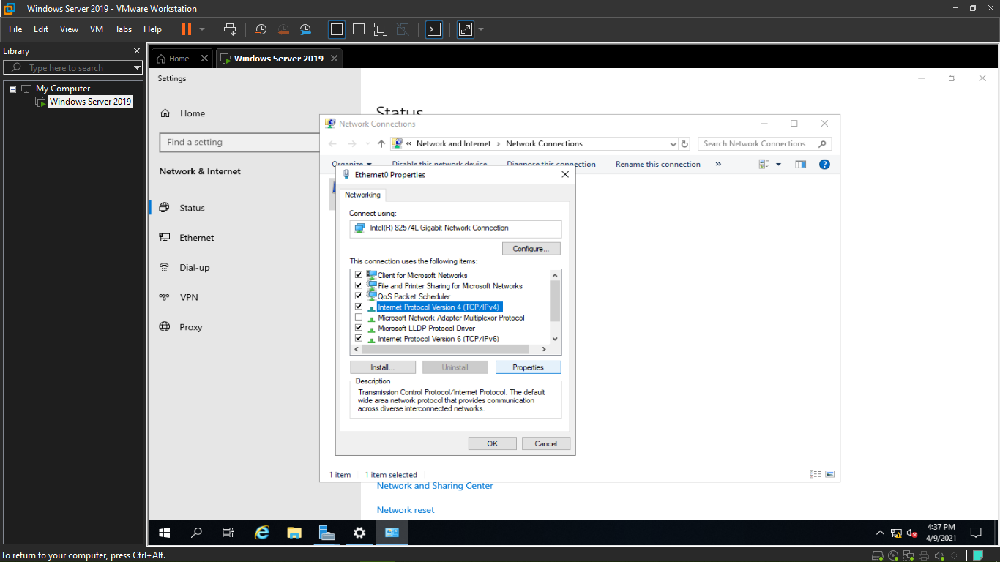 Windows Server 2019 - VMware Workstation
File Edit View VM Tabs Help
Library
Type here to search
My Computer
Windows Server 2019
Home
Windows Server 2019
Settings
Home
Find a setting
Network & Internet
Status
Ethernet
Dial-up
VPN
Proxy
Status
Network Connections
« Network and Internet › Network Connections
Search Network Connections
Organize Disable this network device Diagnose this connection Rename this connection »
Ethernet0 Properties
Networking
Connect using:
Intel(R) 82574L Gigabit Network Connection
Configure...
This connection uses the following items:
Client for Microsoft Networks
File and Printer Sharing for Microsoft Networks
QoS Packet Scheduler
Internet Protocol Version 4 (TCP/IPv4)
Microsoft Network Adapter Multiplexor Protocol
Microsoft LLDP Protocol Driver
Internet Protocol Version 6 (TCP/IPv6)
Install... Uninstall Properties
Description
Transmission Control Protocol/Internet Protocol. The default
wide area network protocol that provides communication
across diverse interconnected networks.
OK Cancel
1 item 1 item selected
Network and Sharing Center
Network reset
4:37 PM
4/9/2021
To return to your computer, press Ctrl+Alt.